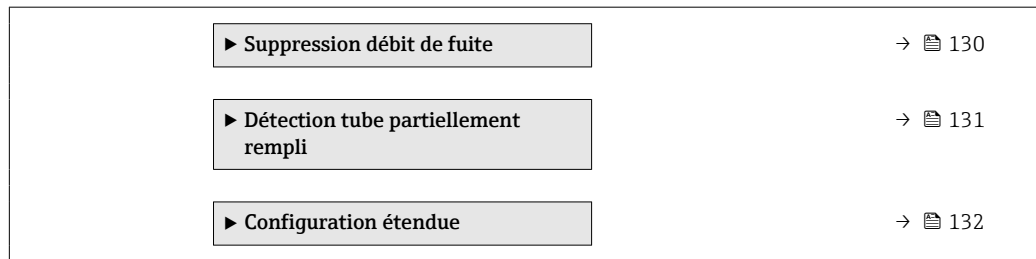 ▶ Suppression débit de fuite → 130
▶ Détection tube partiellement
rempli → 131
▶ Configuration étendue → 132